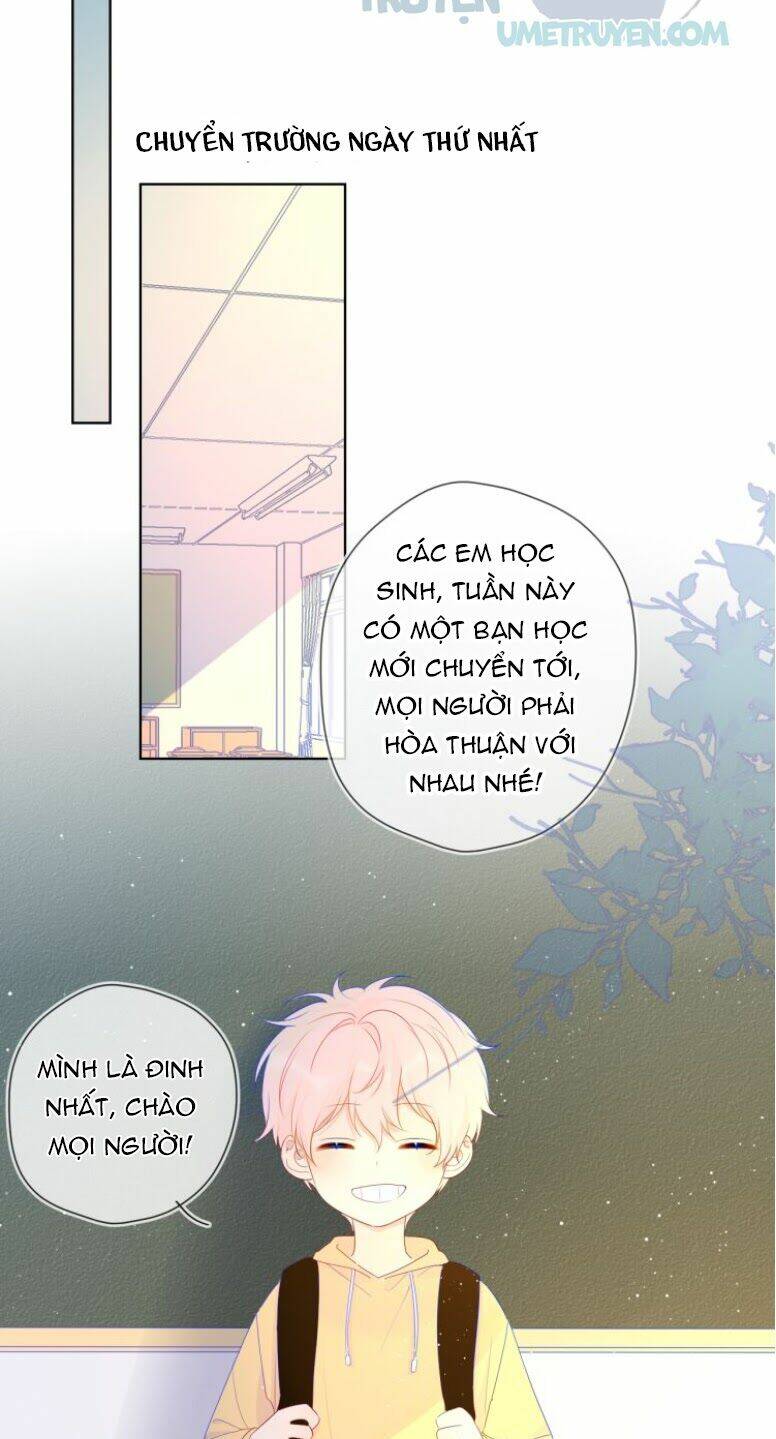 TRUYỆN
UMETRUYEN.COM
CHUYỂN TRƯỜNG NGÀY THỨ NHẤT
CÁC EM HỌC
SINH, TUẦN NÀY
CÓ MỘT BẠN HỌC
MỚI CHUYỂN TỚI,
MỌI NGƯỜI PHẢI
HÒA THUẬN VỚI
NHAU NHÉ!
MÌNH LÀ ĐINH
NHẤT, CHÀO
MỌI NGƯỜI!